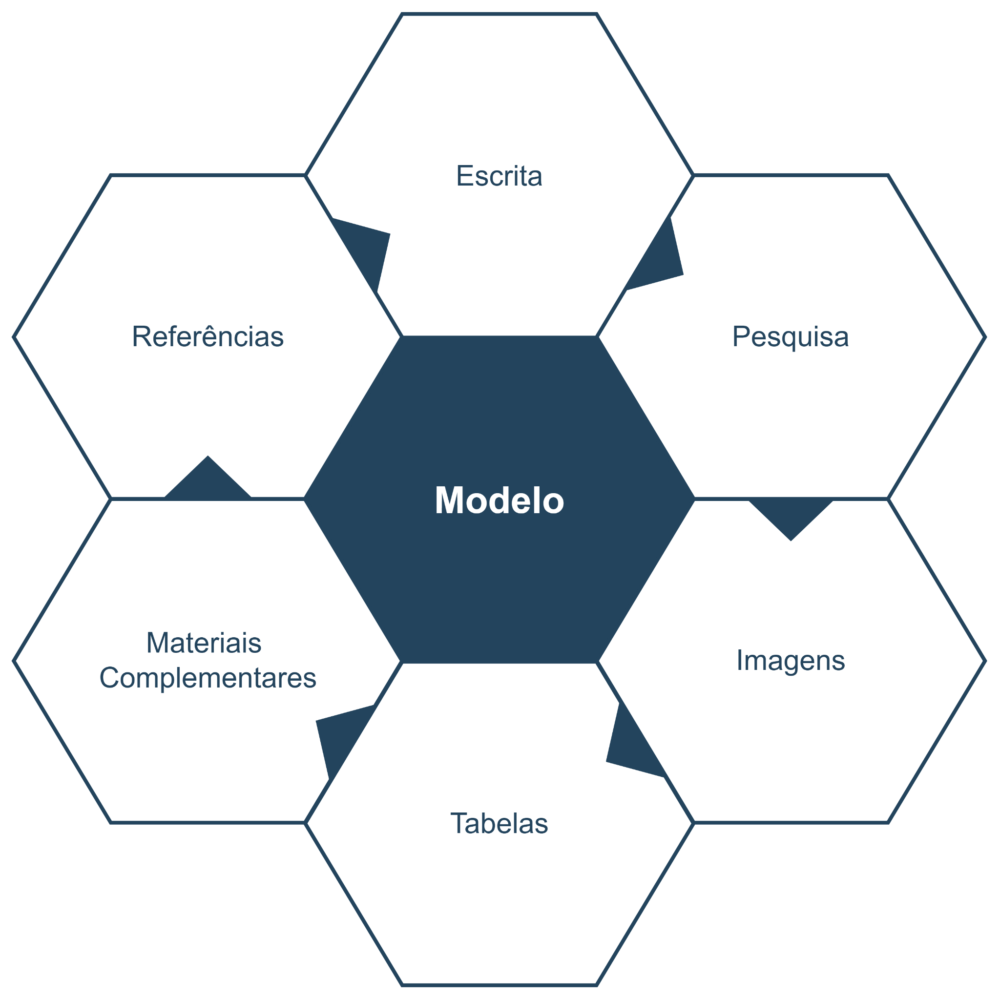 Escrita
Referências
Pesquisa
Modelo
Materiais
Complementares
Imagens
Tabelas